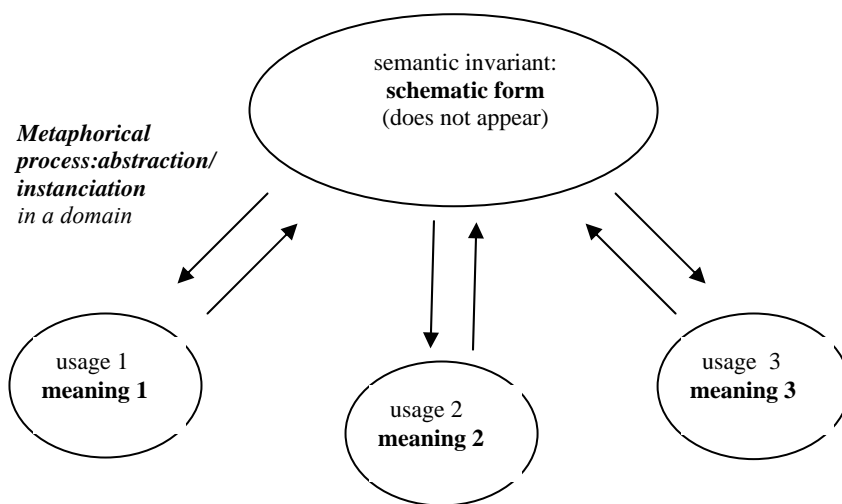 semantic invariant:
schematic form
(does not appear)
Metaphorical
process:abstraction/
instanciation
in a domain
usage 1
meaning 1
usage 2
meaning 2
usage 3
meaning 3